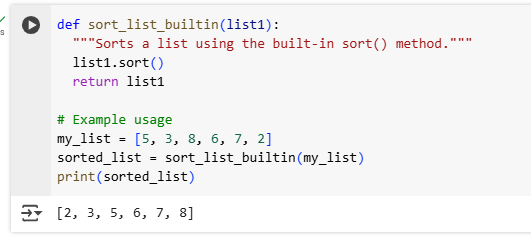 s
def sort_list_builtin(list1):
  """Sorts a list using the built-in sort() method."""
  list1.sort()
  return list1

# Example usage
my_list = [5, 3, 8, 6, 7, 2]
sorted_list = sort_list_builtin(my_list)
print(sorted_list)
[2, 3, 5, 6, 7, 8]